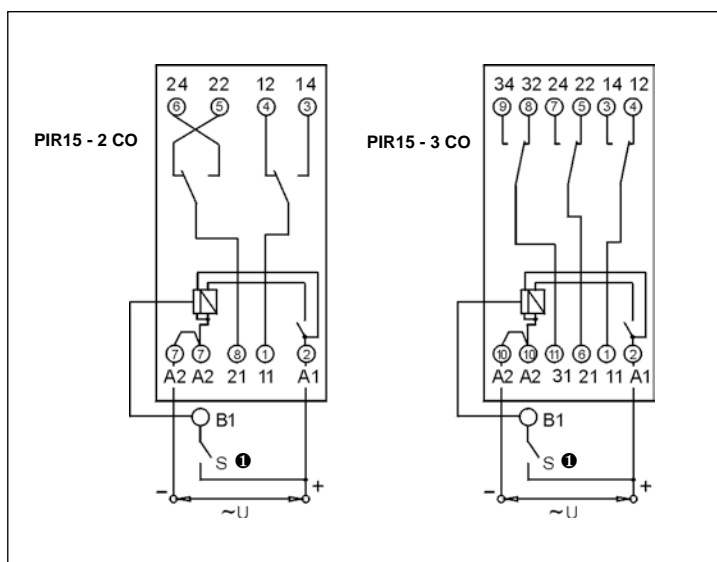 PIR15 - 2 CO
24 22 12 14
6 5 4 3
7 7 8 1 2
A2 A2 21 11 A1
B1
S ❶
− +
~U
PIR15 - 3 CO
34 32 24 22 14 12
9 8 7 5 3 4
10 10 11 6 1 2
A2 A2 31 21 11 A1
B1
S ❶
− +
~U